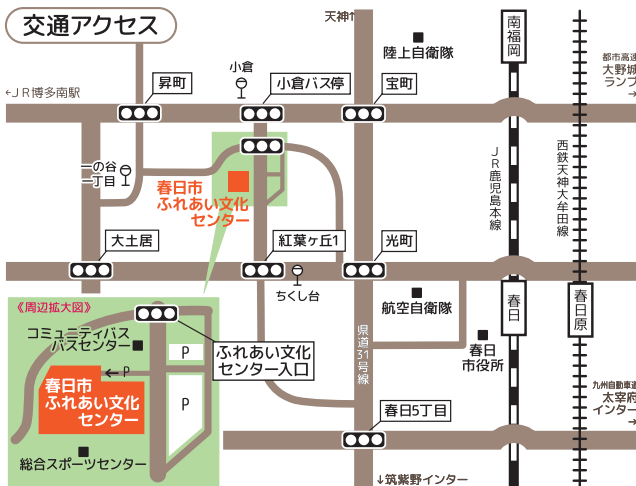 交通アクセス
天神↑
陸上自衛隊
南福岡
都市高速
大野城
ランプ
→
←JR博多南駅
昇町
小倉
小倉バス停
宝町
一の谷
一丁目
春日市
ふれあい文化
センター
JR鹿児島本線
西鉄天神大牟田線
大土居
紅葉ヶ丘1
光町
ちくし台
航空自衛隊
春日
春日原
《周辺拡大図》
コミュニティバス
バスセンター
P
ふれあい文化
センター入口
県道31号線
春日
市役所
←P
春日市
ふれあい文化
センター
P
九州自動車道
太宰府
インター
→
春日5丁目
総合スポーツセンター
↓筑紫野インター